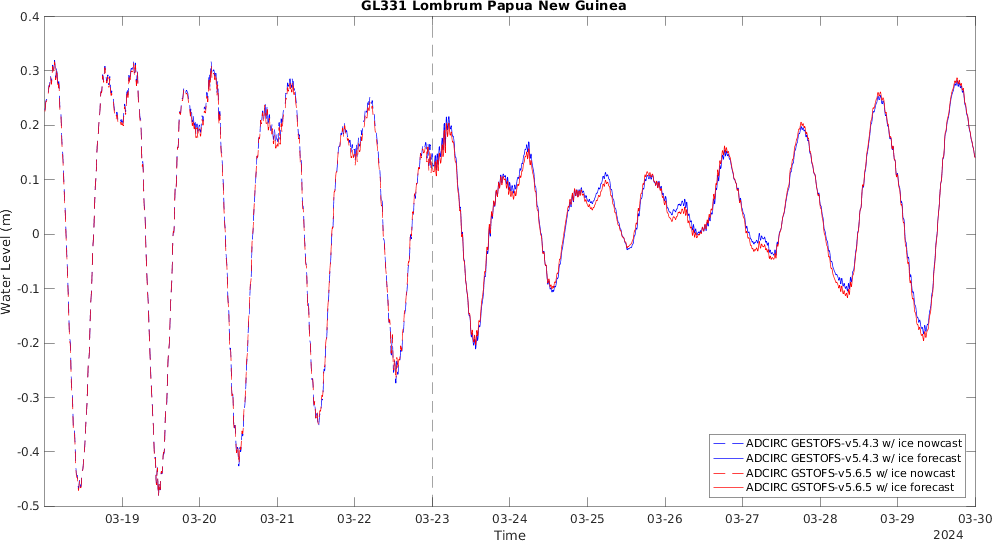 GL331 Lombrum Papua New Guinea
0.4
0.3
0.2
0.1
0
-0.1
-0.2
-0.3
-0.4
-0.5
Water Level (m)
ADCIRC GESTOFS-v5.4.3 w/ ice nowcast
ADCIRC GESTOFS-v5.4.3 w/ ice forecast
ADCIRC GSTOFS-v5.6.5 w/ ice nowcast
ADCIRC GSTOFS-v5.6.5 w/ ice forecast
03-19 03-20 03-21 03-22 03-23 03-24 03-25 03-26 03-27 03-28 03-29 03-30
Time
2024